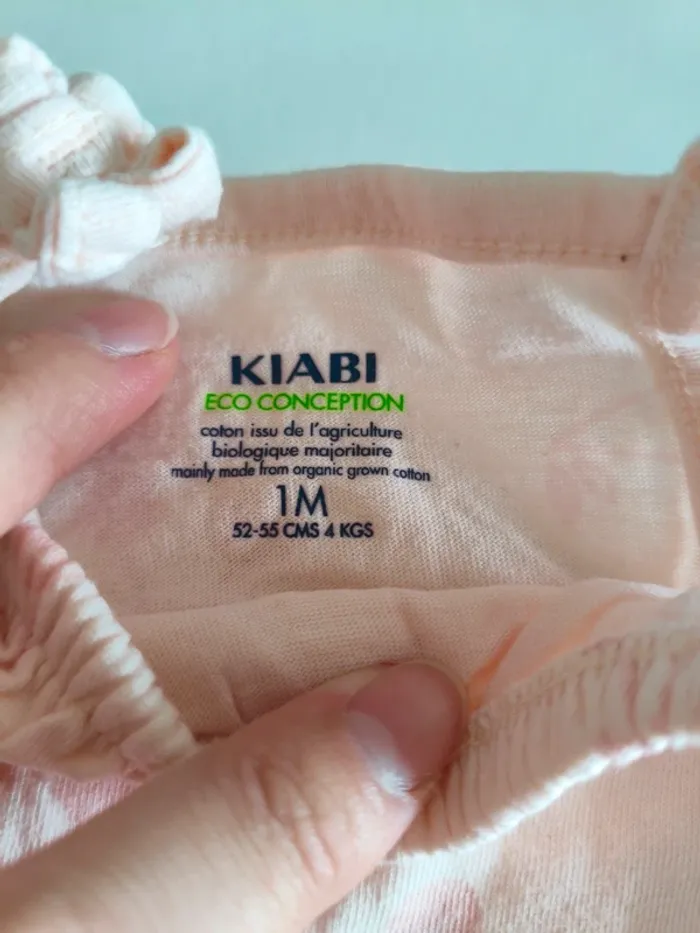 KIABI
ECO CONCEPTION
coton issu de l'agriculture
biologique majoritaire
mainly made from organic grown cotton
1M
52-55 CMS 4 KGS